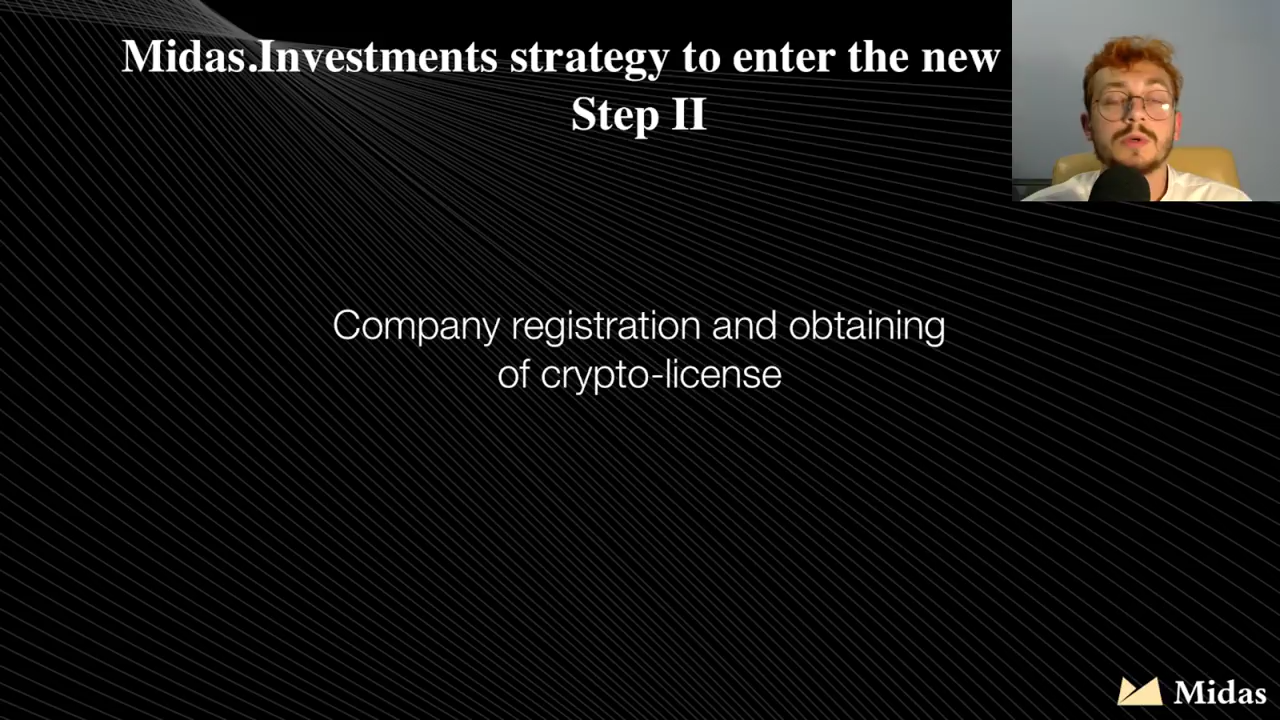 Midas.Investments strategy to enter the new
Step II
Company registration and obtaining
of crypto-license
Midas